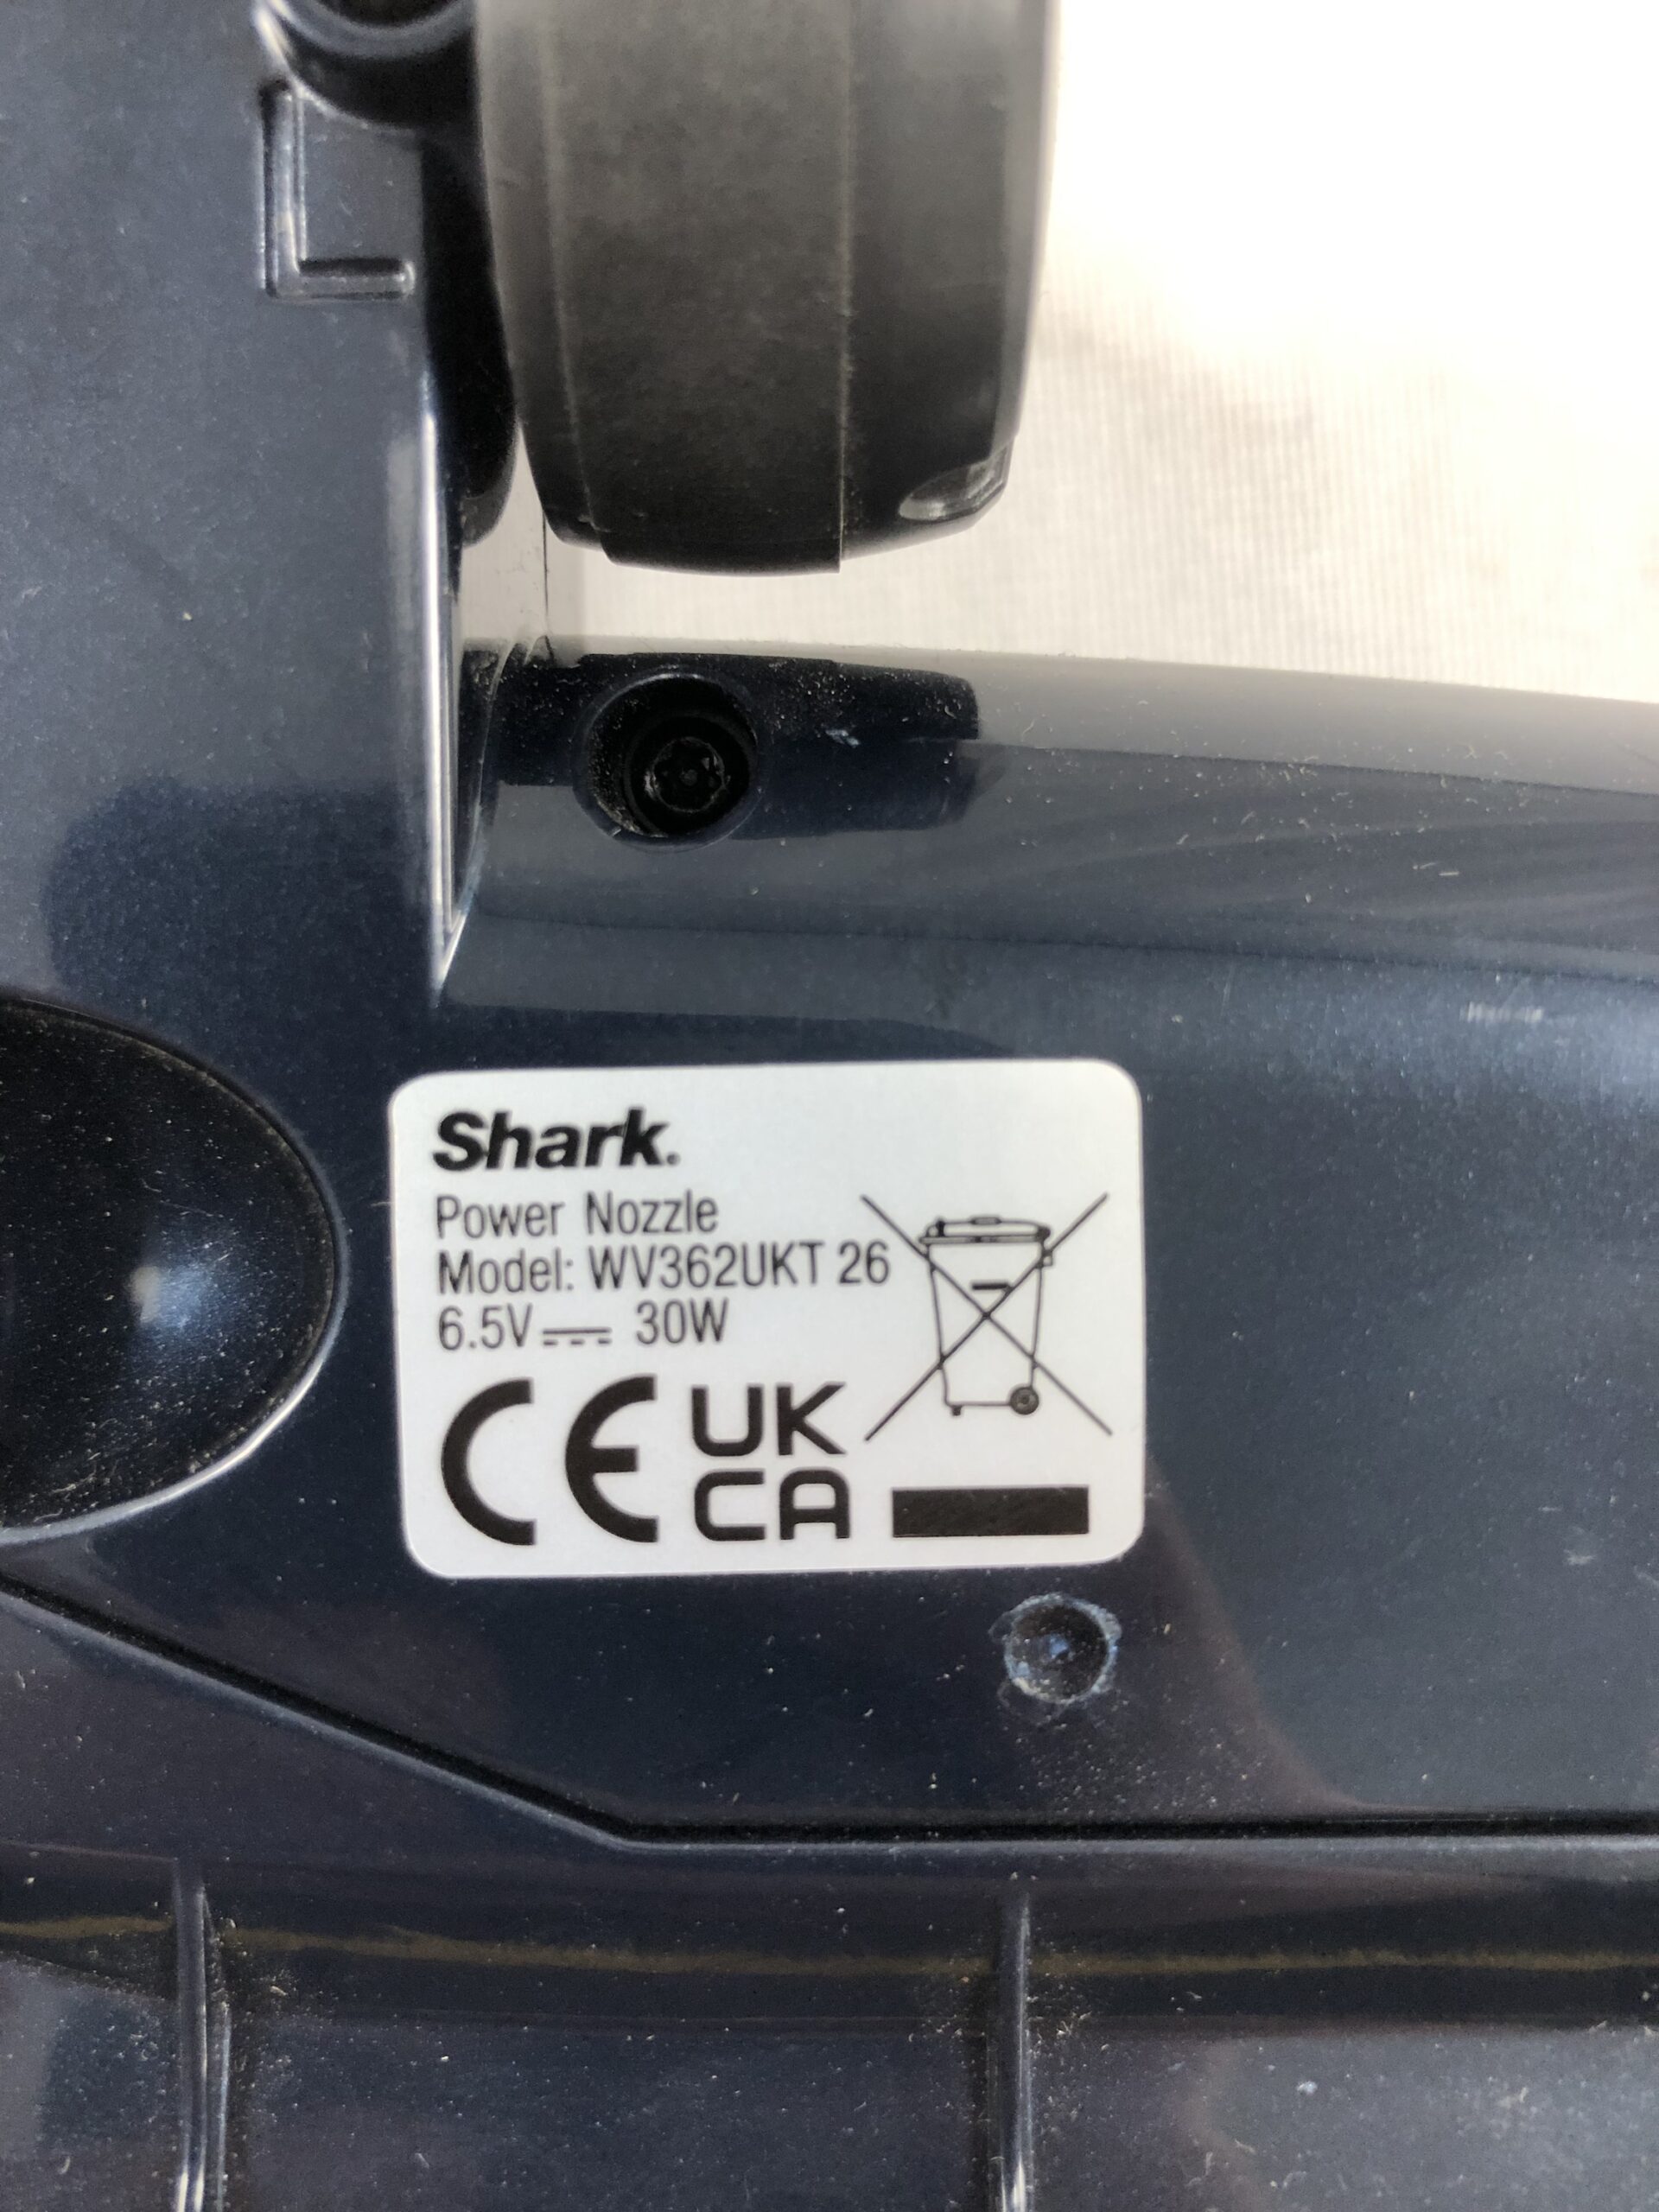 Shark.
Power Nozzle
Model: WV362UKT 26
6.5V⎓ 30W
CE UK
CA